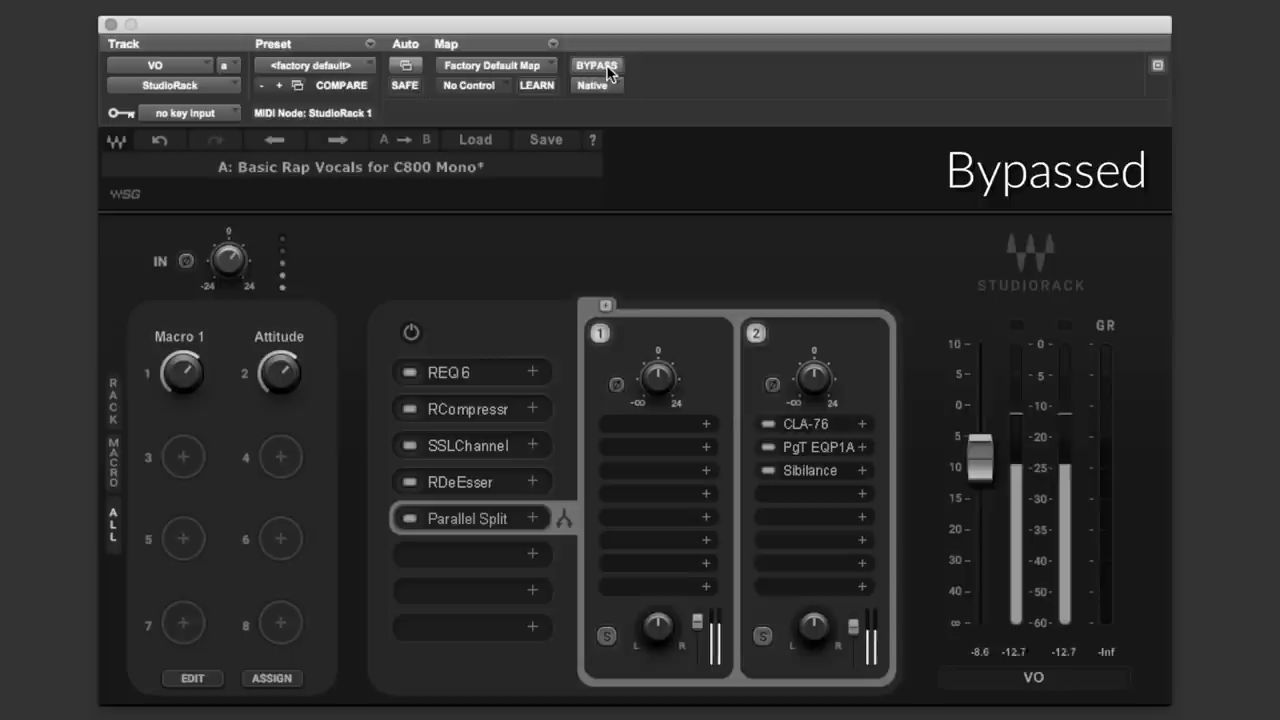 Track Preset Auto Map
VO a <factory default> Factory Default Map BYPASS
StudioRack - + COMPARE SAFE No Control LEARN Native
no key input MIDI Node: StudioRack 1
A B Load Save ?
A: Basic Rap Vocals for C800 Mono*
Bypassed
WSG
IN 0 -24 24
STUDIORACK
Macro 1 Attitude
1 2
3 4
5 6
7 8
RACK
MACRO
ALL
EDIT ASSIGN
REQ 6 +
RCompressr +
SSLChannel +
RDeEsser +
Parallel Split +
+
+
+
+
1
0
-∞ 24
+
+
+
+
+
+
+
+
S L R
2
0
-∞ 24
CLA-76 +
PgT EQP1A +
Sibilance +
+
+
+
+
+
S L R
GR
10 0
5 5
0 10
5 20
10 25
15 30
20 35
30 40
40 50
∞ 60
-8.6 -12.7 -12.7 -Inf
VO